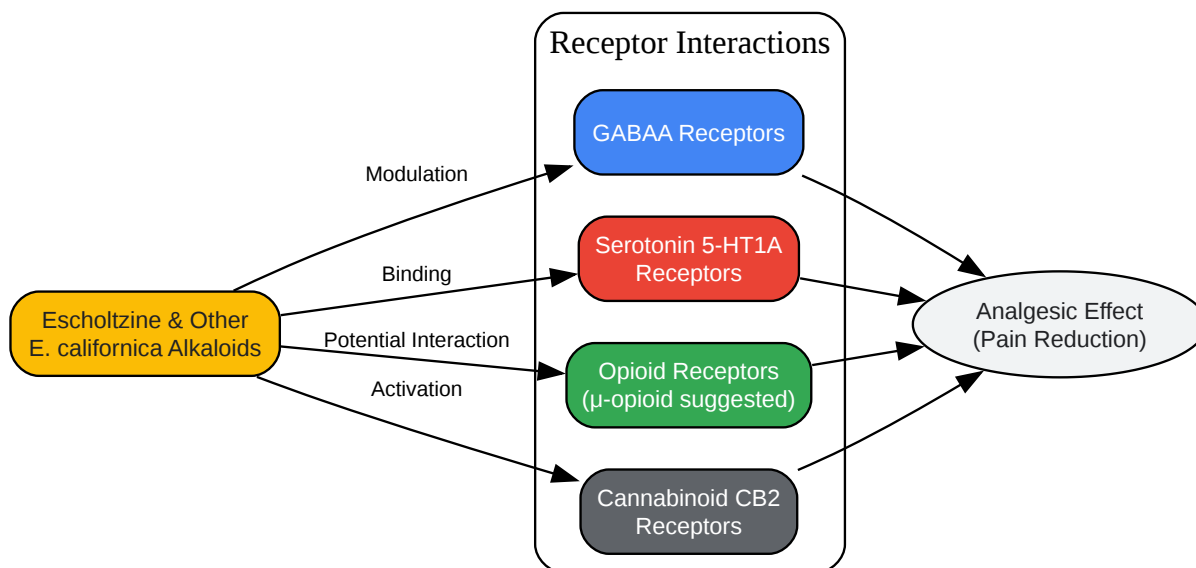 Receptor Interactions
GABAA Receptors
Modulation
Serotonin 5-HT1A
Receptors
Binding
Escholtzine & Other
E. californica Alkaloids
Analgesic Effect
(Pain Reduction)
Potential Interaction
Opioid Receptors
(µ-opioid suggested)
Activation
Cannabinoid CB2
Receptors